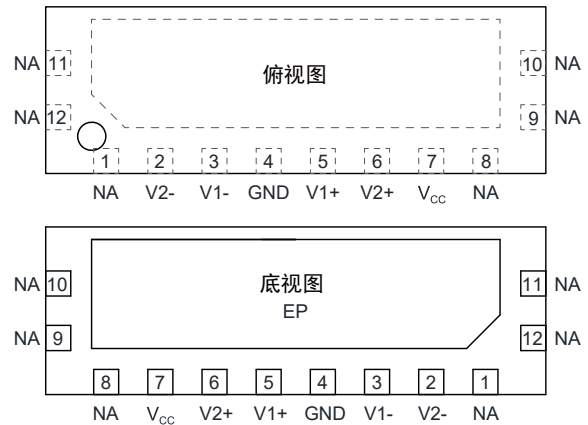 俯视图
NA 11
10 NA
NA 12
9 NA
1 2 3 4 5 6 7 8
NA V2- V1- GND V1+ V2+ VCC NA
底视图
EP
NA 10
11 NA
NA 9
12 NA
8 7 6 5 4 3 2 1
NA VCC V2+ V1+ GND V1- V2- NA